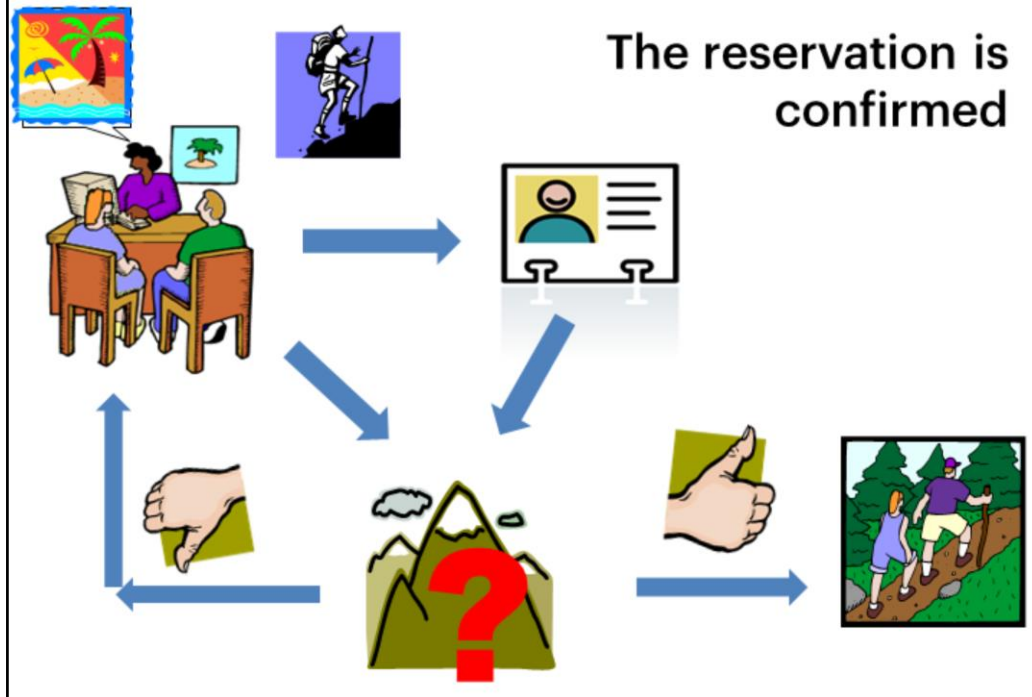 The reservation is
confirmed
?